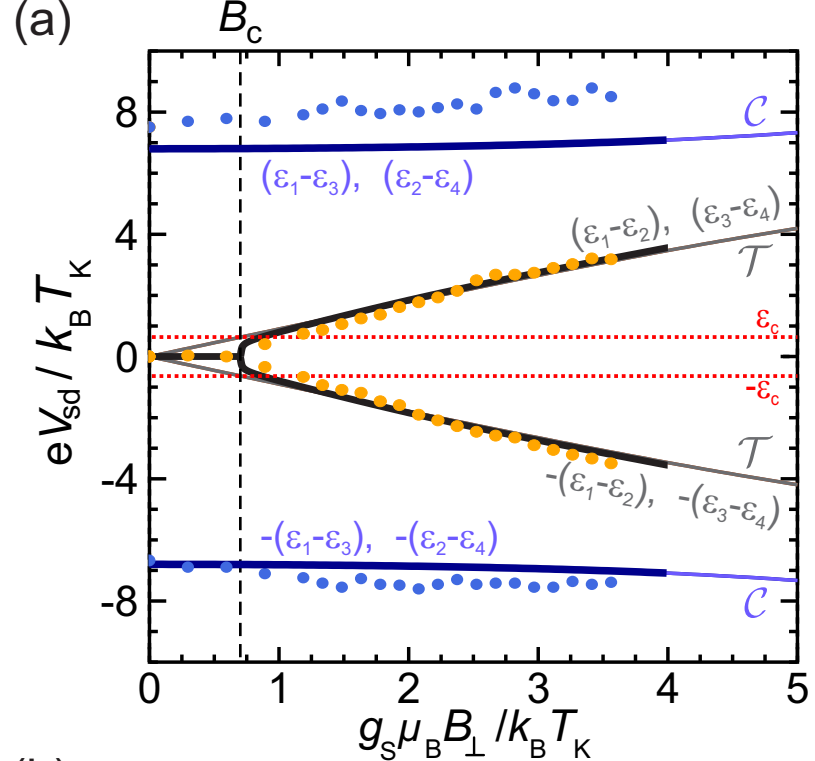 (a)
B_c
8
C
(ε₁-ε₃), (ε₂-ε₄)
(ε₁-ε₂), (ε₃-ε₄)
4
T
ε_c
0
-ε_c
T
-4
-(ε₁-ε₂), -(ε₃-ε₄)
-(ε₁-ε₃), -(ε₂-ε₄)
-8
C
eV_sd / k_B T_K
0 1 2 3 4 5
g_S μ_B B_⊥ / k_B T_K